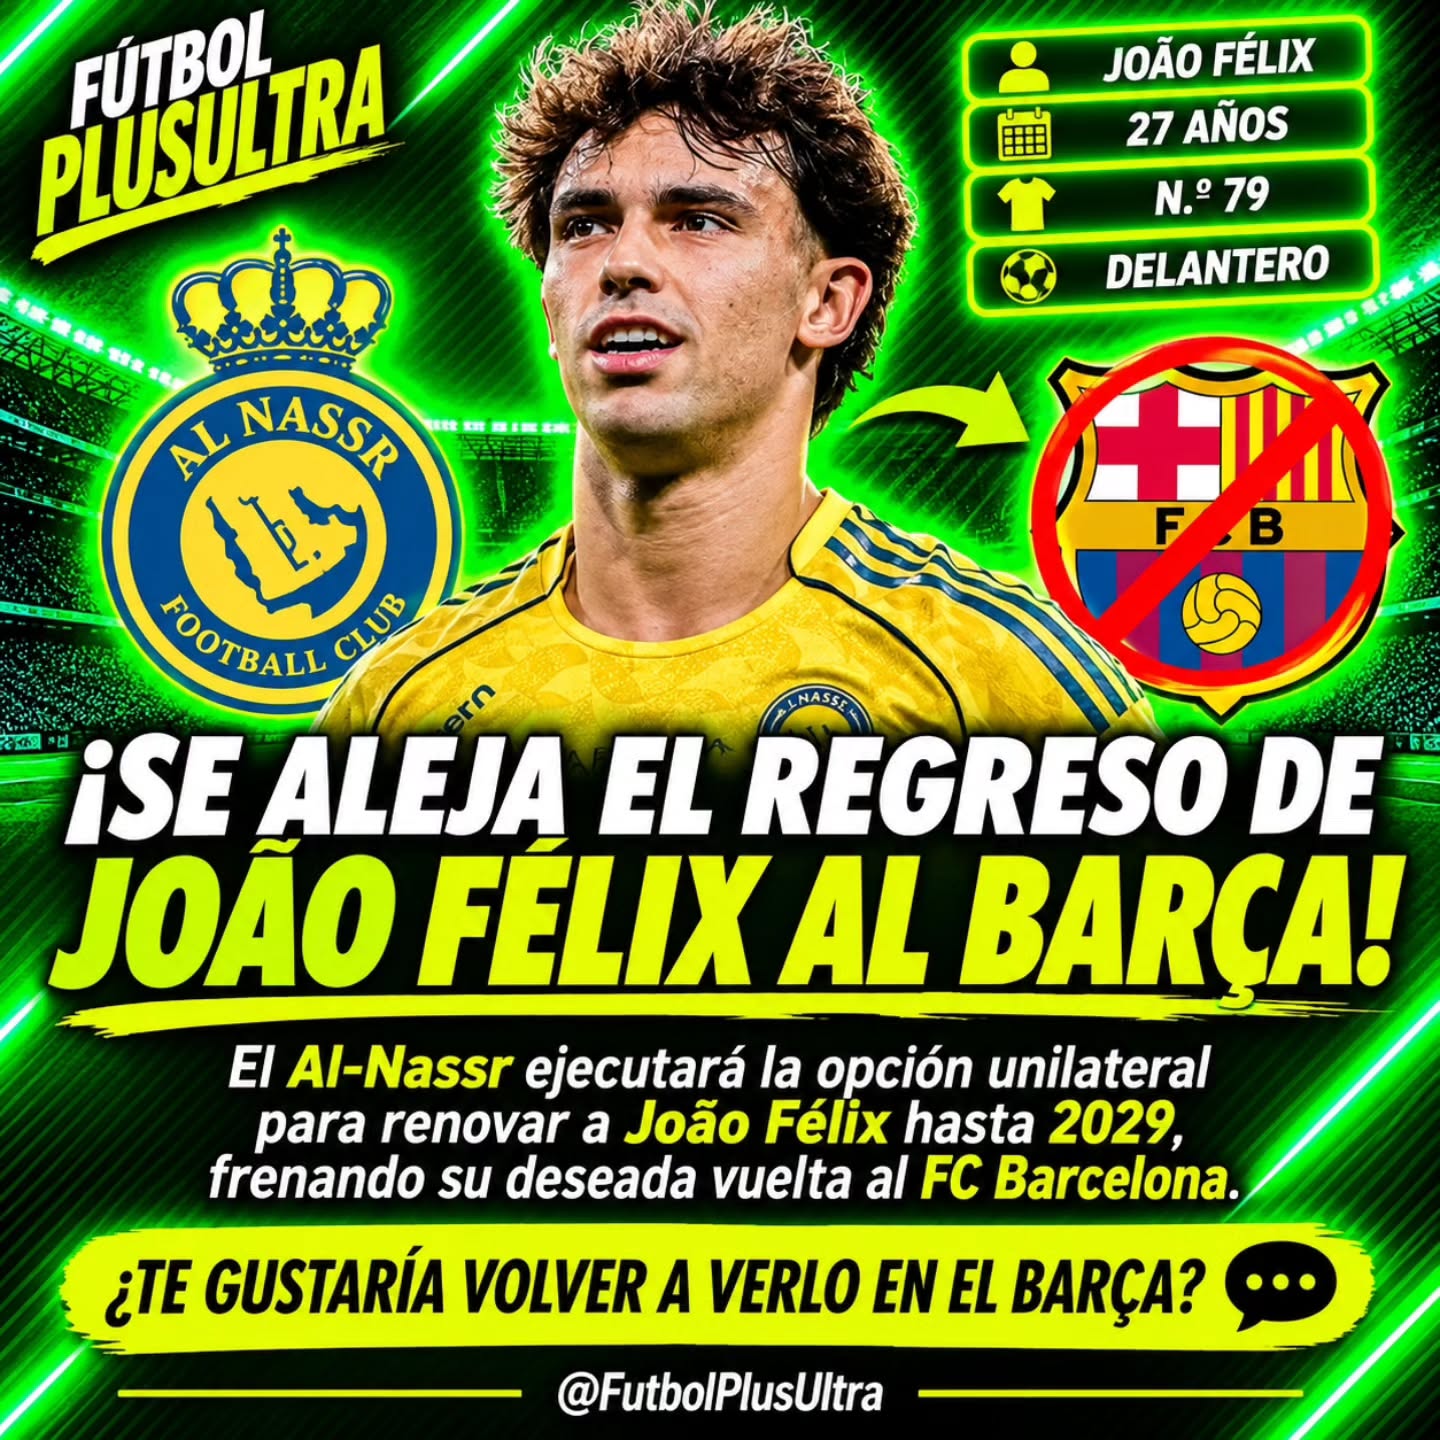 FÚTBOL
PLUSULTRA
JOÃO FÉLIX
27 AÑOS
N.º 79
DELANTERO
AL NASSR
FOOTBALL CLUB
FCB
ern
LNASSE
¡SE ALEJA EL REGRESO DE
JOÃO FÉLIX AL BARÇA!
El Al-Nassr ejecutará la opción unilateral
para renovar a João Félix hasta 2029,
frenando su deseada vuelta al FC Barcelona.
¿TE GUSTARÍA VOLVER A VERLO EN EL BARÇA?
@FutbolPlusUltra